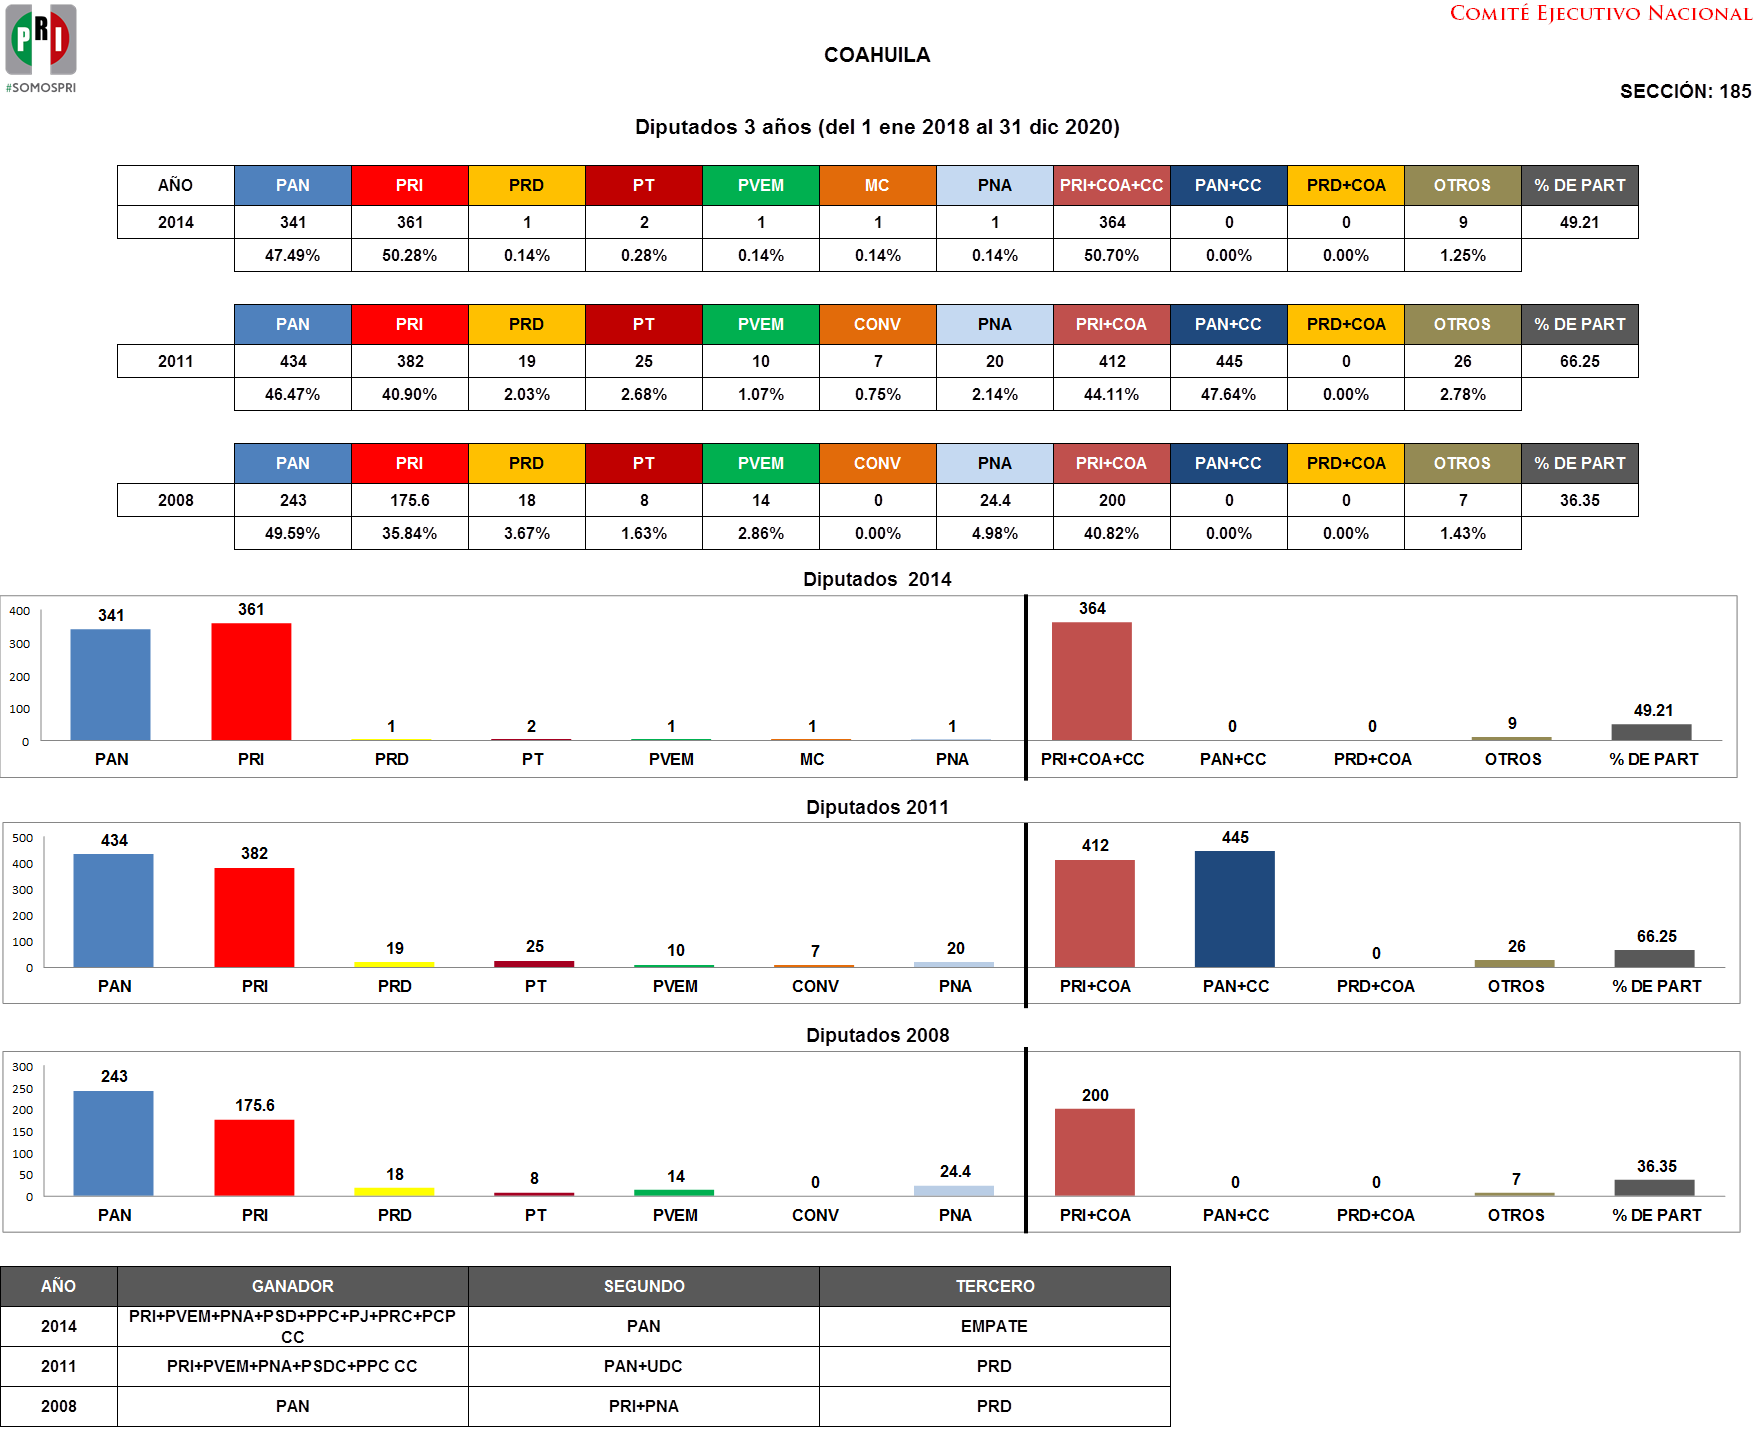 PRI
#SOMOSPRI
COMITÉ EJECUTIVO NACIONAL
COAHUILA
SECCIÓN: 185
Diputados 3 años (del 1 ene 2018 al 31 dic 2020)
AÑO PAN PRI PRD PT PVEM MC PNA PRI+COA+CC PAN+CC PRD+COA OTROS % DE PART
2014 341 361 1 2 1 1 1 364 0 0 9 49.21
47.49% 50.28% 0.14% 0.28% 0.14% 0.14% 0.14% 50.70% 0.00% 0.00% 1.25%
PAN PRI PRD PT PVEM CONV PNA PRI+COA PAN+CC PRD+COA OTROS % DE PART
2011 434 382 19 25 10 7 20 412 445 0 26 66.25
46.47% 40.90% 2.03% 2.68% 1.07% 0.75% 2.14% 44.11% 47.64% 0.00% 2.78%
PAN PRI PRD PT PVEM CONV PNA PRI+COA PAN+CC PRD+COA OTROS % DE PART
2008 243 175.6 18 8 14 0 24.4 200 0 0 7 36.35
49.59% 35.84% 3.67% 1.63% 2.86% 0.00% 4.98% 40.82% 0.00% 0.00% 1.43%
Diputados 2014
400
300
200
100
0
341 361 1 2 1 1 1 364 0 0 9 49.21
PAN PRI PRD PT PVEM MC PNA PRI+COA+CC PAN+CC PRD+COA OTROS % DE PART
Diputados 2011
500
400
300
200
100
0
434 382 19 25 10 7 20 412 445 0 26 66.25
PAN PRI PRD PT PVEM CONV PNA PRI+COA PAN+CC PRD+COA OTROS % DE PART
Diputados 2008
300
250
200
150
100
50
0
243 175.6 18 8 14 0 24.4 200 0 0 7 36.35
PAN PRI PRD PT PVEM CONV PNA PRI+COA PAN+CC PRD+COA OTROS % DE PART
AÑO GANADOR SEGUNDO TERCERO
2014 PRI+PVEM+PNA+PSD+PPC+PJ+PRC+PCP CC PAN EMPATE
2011 PRI+PVEM+PNA+PSDC+PPC CC PAN+UDC PRD
2008 PAN PRI+PNA PRD